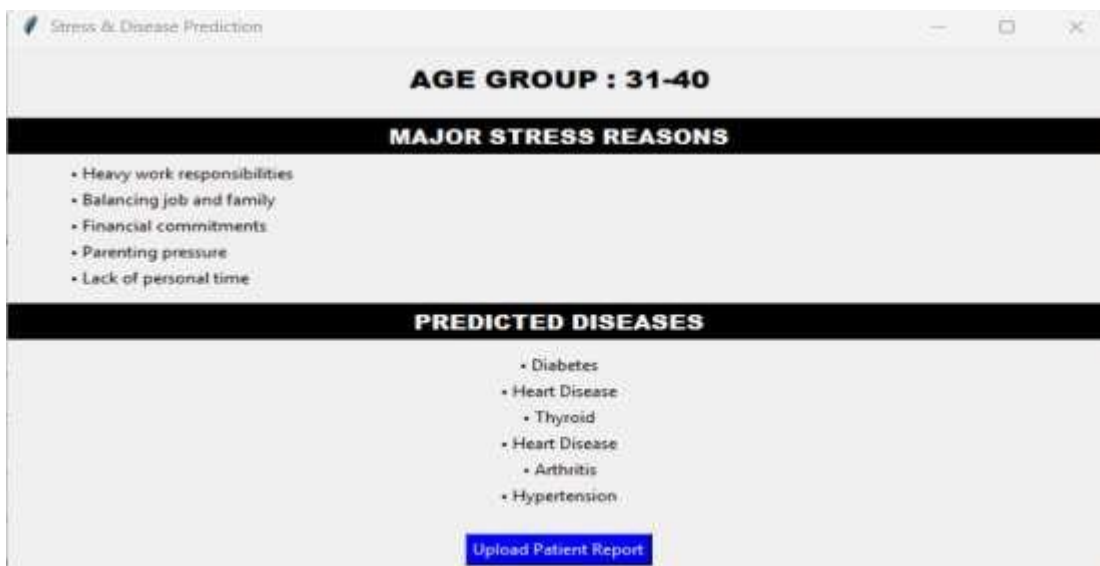 Stress & Disease Prediction
AGE GROUP : 31-40
MAJOR STRESS REASONS
• Heavy work responsibilities
• Balancing job and family
• Financial commitments
• Parenting pressure
• Lack of personal time
PREDICTED DISEASES
• Diabetes
• Heart Disease
• Thyroid
• Heart Disease
• Arthritis
• Hypertension
Upload Patient Report